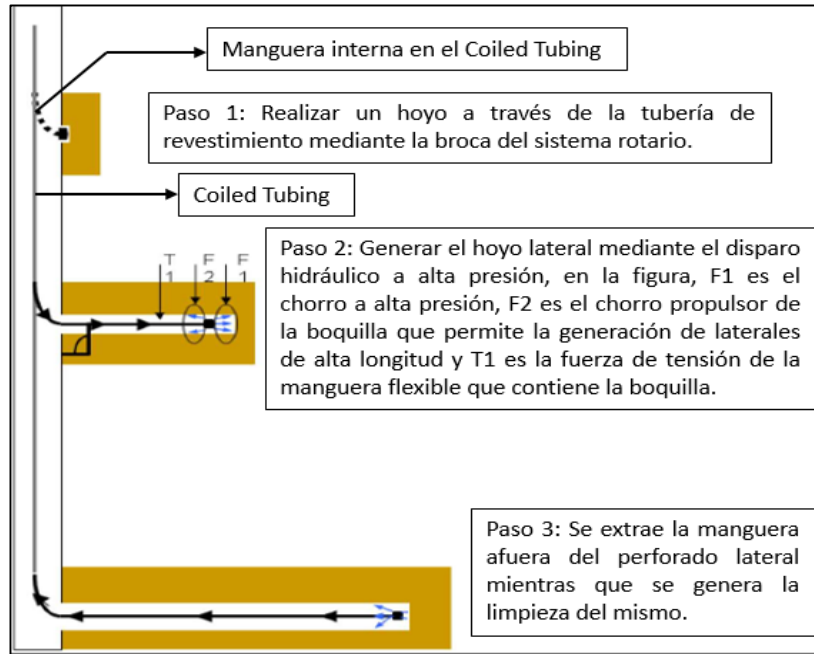 Manguera interna en el Coiled Tubing
Paso 1: Realizar un hoyo a través de la tubería de
revestimiento mediante la broca del sistema rotario.
Coiled Tubing
T F F
1 2 1
Paso 2: Generar el hoyo lateral mediante el disparo
hidráulico a alta presión, en la figura, F1 es el
chorro a alta presión, F2 es el chorro propulsor de
la boquilla que permite la generación de laterales
de alta longitud y T1 es la fuerza de tensión de la
manguera flexible que contiene la boquilla.
Paso 3: Se extrae la manguera
afuera del perforado lateral
mientras que se genera la
limpieza del mismo.